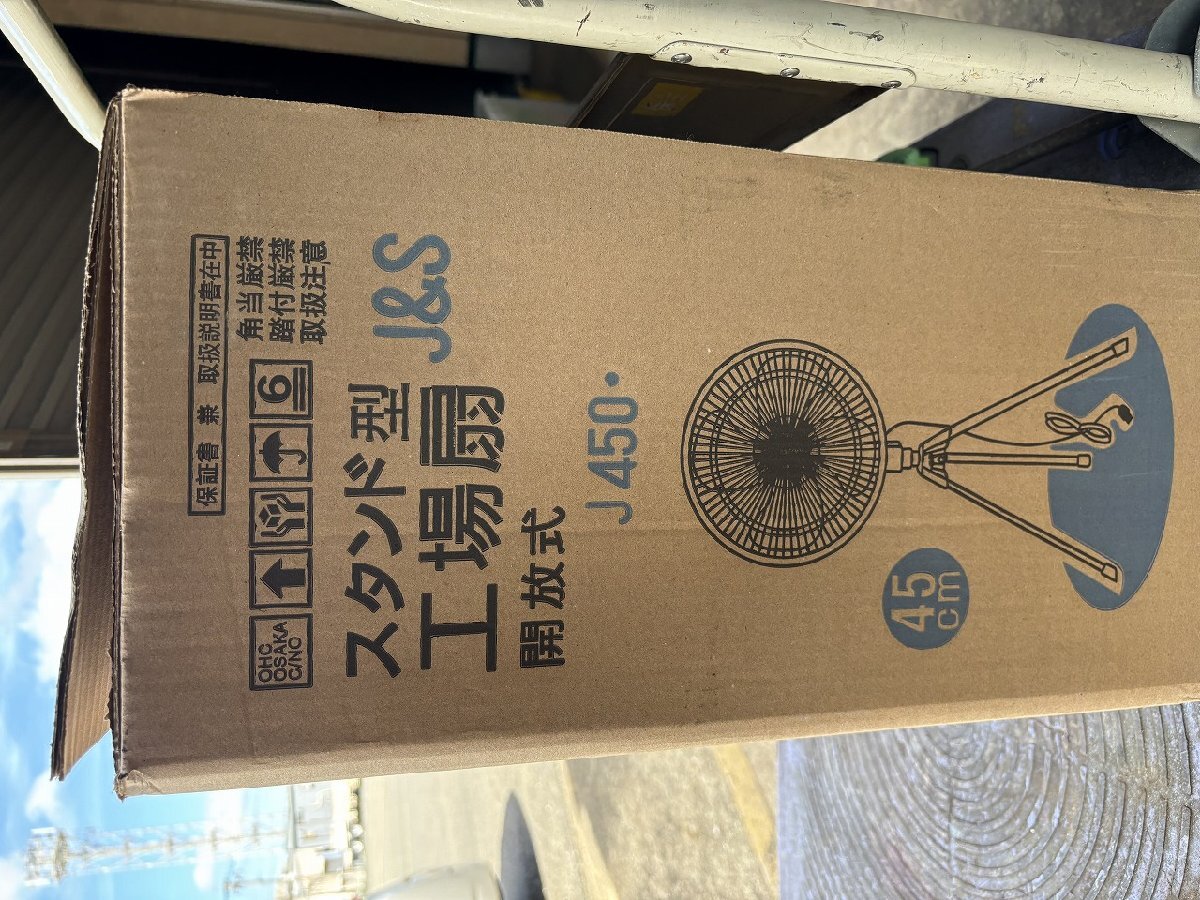 保証書 兼 取扱説明書在中
角当厳禁
踏付厳禁
取扱注意
OHC
OSAKA
C/NO
6
スタンド型
工場扇
J&S
開放式
J450
45
cm